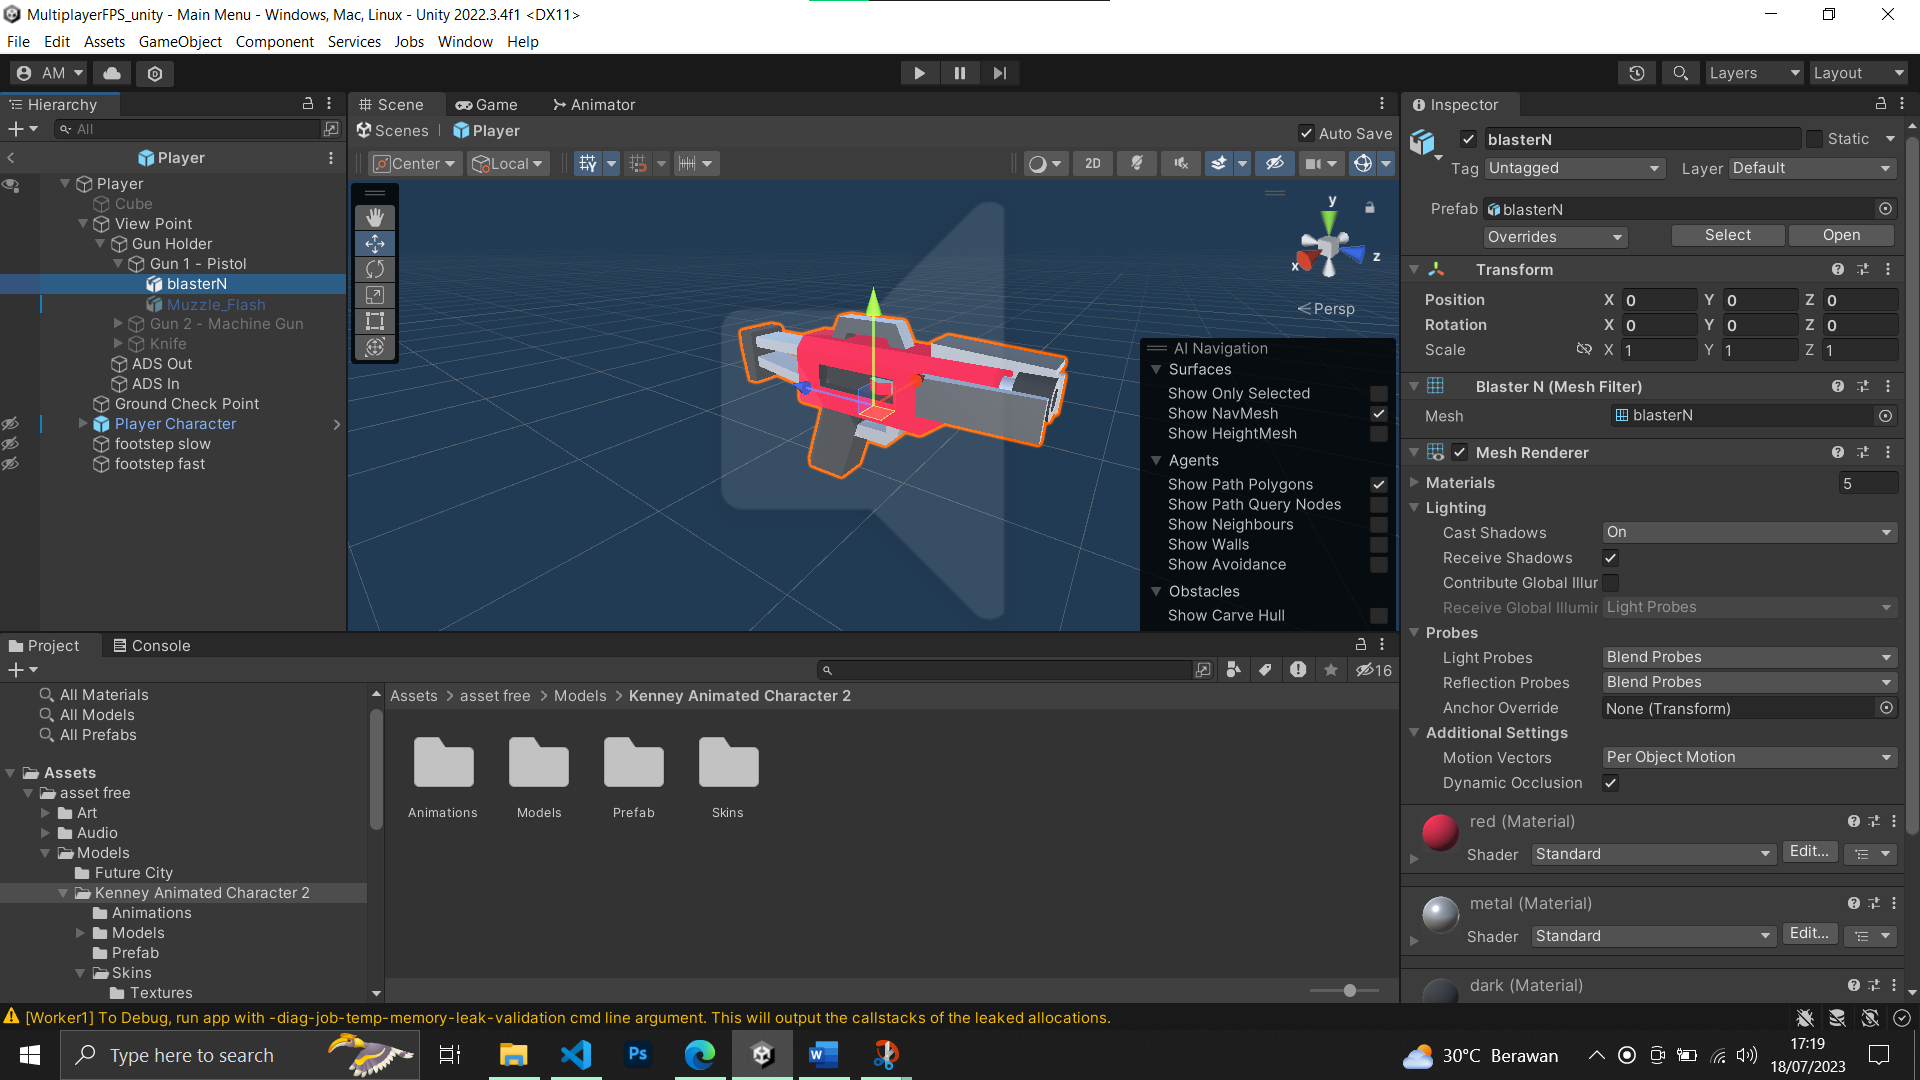 MultiplayerFPS_unity - Main Menu - Windows, Mac, Linux - Unity 2022.3.4f1 <DX11>
File Edit Assets GameObject Component Services Jobs Window Help
AM
Layers
Layout
Hierarchy
All
Player
Player
Cube
View Point
Gun Holder
Gun 1 - Pistol
blasterN
Muzzle_Flash
Gun 2 - Machine Gun
Knife
ADS Out
ADS In
Ground Check Point
Player Character
footstep slow
footstep fast
Scene Game Animator
Scenes Player
Auto Save
Center Local 2D
y
x
z
Persp
AI Navigation
Surfaces
Show Only Selected
Show NavMesh
Show HeightMesh
Agents
Show Path Polygons
Show Path Query Nodes
Show Neighbours
Show Walls
Show Avoidance
Obstacles
Show Carve Hull
Inspector
blasterN Static
Tag Untagged Layer Default
Prefab blasterN
Overrides Select Open
Transform
Position X 0 Y 0 Z 0
Rotation X 0 Y 0 Z 0
Scale X 1 Y 1 Z 1
Blaster N (Mesh Filter)
Mesh blasterN
Mesh Renderer
Materials 5
Lighting
Cast Shadows On
Receive Shadows
Contribute Global Illur
Receive Global Illumir Light Probes
Probes
Light Probes Blend Probes
Reflection Probes Blend Probes
Anchor Override None (Transform)
Additional Settings
Motion Vectors Per Object Motion
Dynamic Occlusion
red (Material)
Shader Standard Edit...
metal (Material)
Shader Standard Edit...
dark (Material)
Project Console
16
All Materials
All Models
All Prefabs
Assets
asset free
Art
Audio
Models
Future City
Kenney Animated Character 2
Animations
Models
Prefab
Skins
Textures
Assets > asset free > Models > Kenney Animated Character 2
Animations Models Prefab Skins
[Worker1] To Debug, run app with -diag-job-temp-memory-leak-validation cmd line argument. This will output the callstacks of the leaked allocations.
Type here to search
Ps
W
30°C Berawan
17:19
18/07/2023